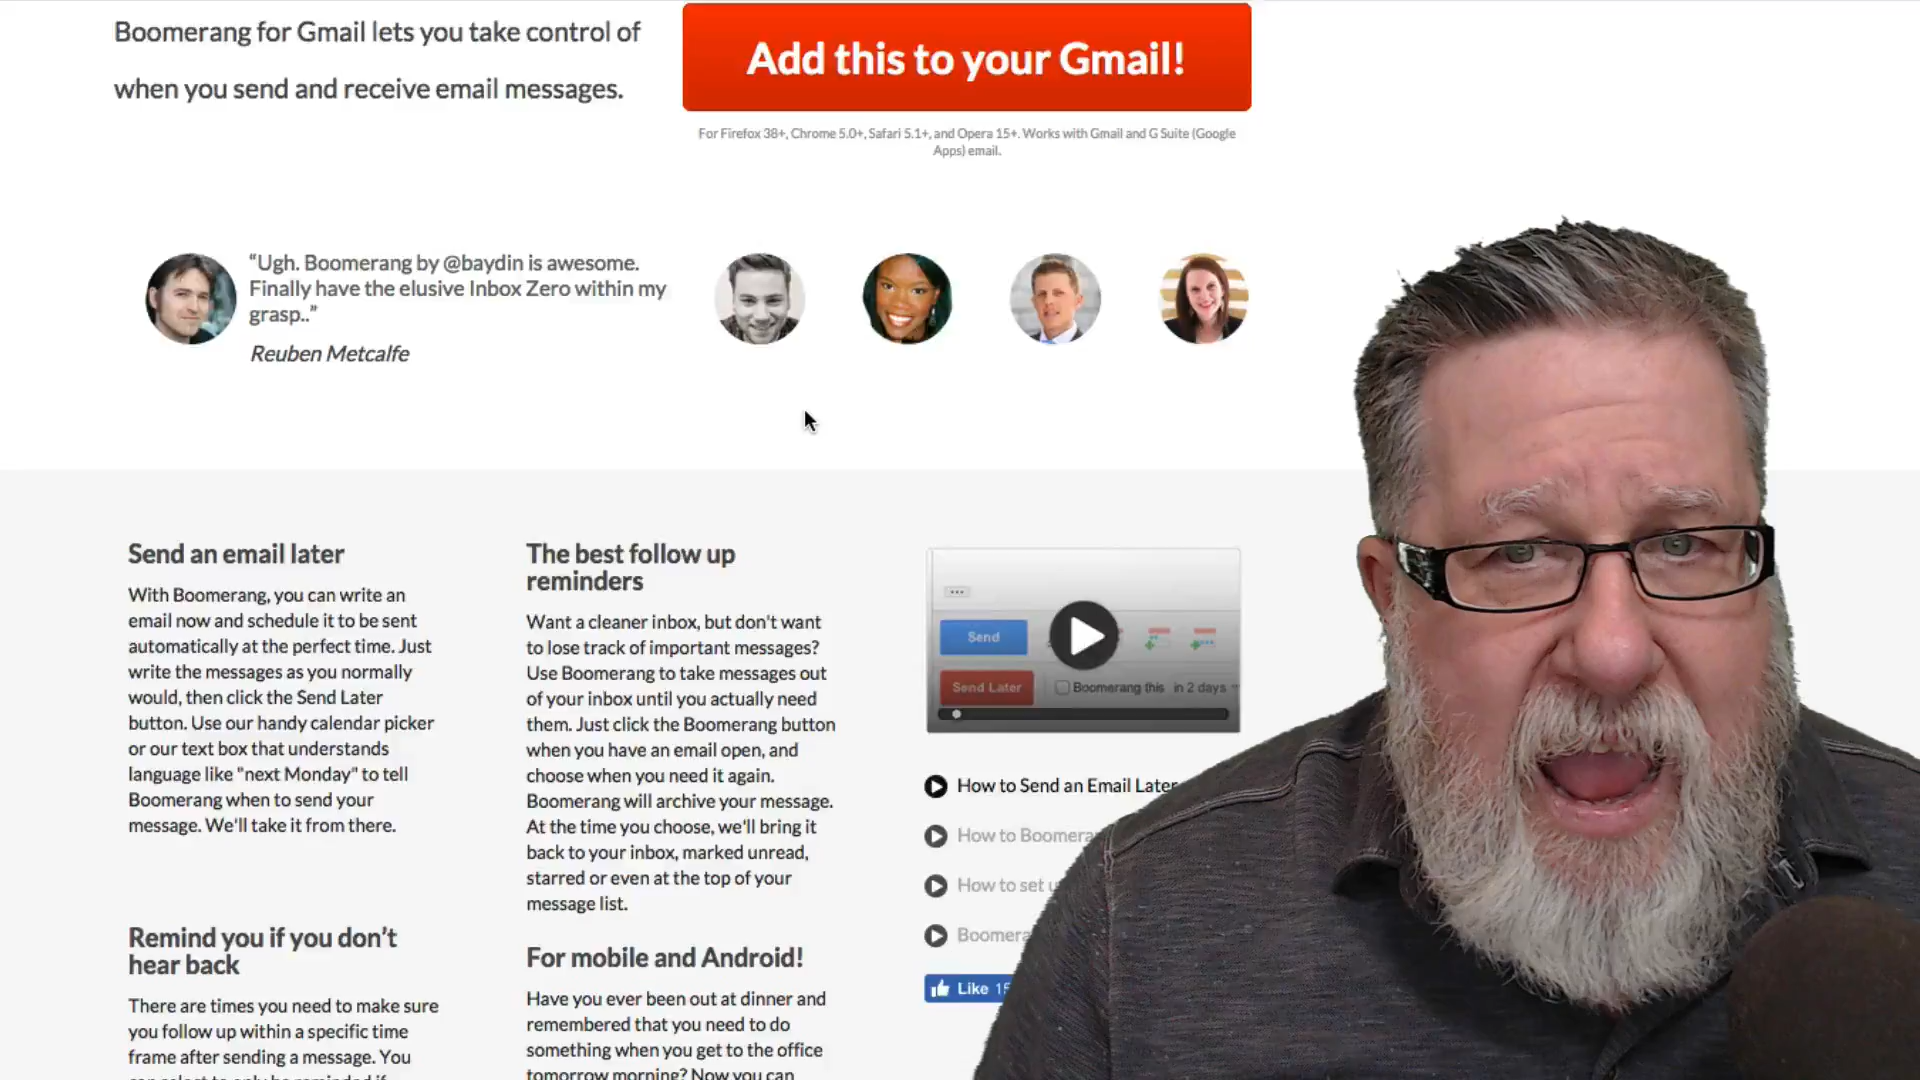 Boomerang for Gmail lets you take control of
when you send and receive email messages.
Add this to your Gmail!
For Firefox 38+, Chrome 5.0+, Safari 5.1+, and Opera 15+. Works with Gmail and G Suite (Google
Apps) email.
“Ugh. Boomerang by @baydin is awesome.
Finally have the elusive Inbox Zero within my
grasp..”
Reuben Metcalfe
Send an email later
With Boomerang, you can write an
email now and schedule it to be sent
automatically at the perfect time. Just
write the messages as you normally
would, then click the Send Later
button. Use our handy calendar picker
or our text box that understands
language like "next Monday" to tell
Boomerang when to send your
message. We'll take it from there.
Remind you if you don’t
hear back
There are times you need to make sure
you follow up within a specific time
frame after sending a message. You
The best follow up
reminders
Want a cleaner inbox, but don't want
to lose track of important messages?
Use Boomerang to take messages out
of your inbox until you actually need
them. Just click the Boomerang button
when you have an email open, and
choose when you need it again.
Boomerang will archive your message.
At the time you choose, we'll bring it
back to your inbox, marked unread,
starred or even at the top of your
message list.
For mobile and Android!
Have you ever been out at dinner and
remembered that you need to do
something when you get to the office
tomorrow morning? Now you can
Send
Send Later Boomerang this in 2 days
How to Send an Email Later
How to Boomera
How to set
Boomera
Like